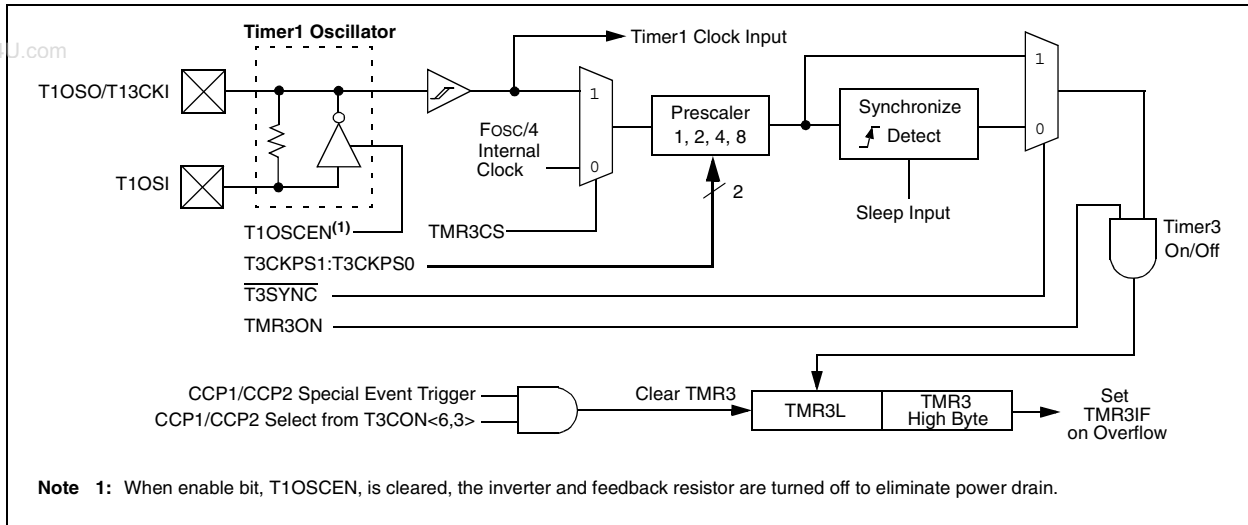 4U.com
Timer1 Oscillator
Timer1 Clock Input
T1OSO/T13CKI
T1OSI
1
FOSC/4
Internal
Clock
0
Prescaler
1, 2, 4, 8
2
Synchronize
Detect
Sleep Input
1
0
T1OSCEN(1)
TMR3CS
T3CKPS1:T3CKPS0
T3SYNC
TMR3ON
Timer3
On/Off
CCP1/CCP2 Special Event Trigger
CCP1/CCP2 Select from T3CON<6,3>
Clear TMR3
TMR3L
TMR3
High Byte
Set
TMR3IF
on Overflow
Note 1: When enable bit, T1OSCEN, is cleared, the inverter and feedback resistor are turned off to eliminate power drain.